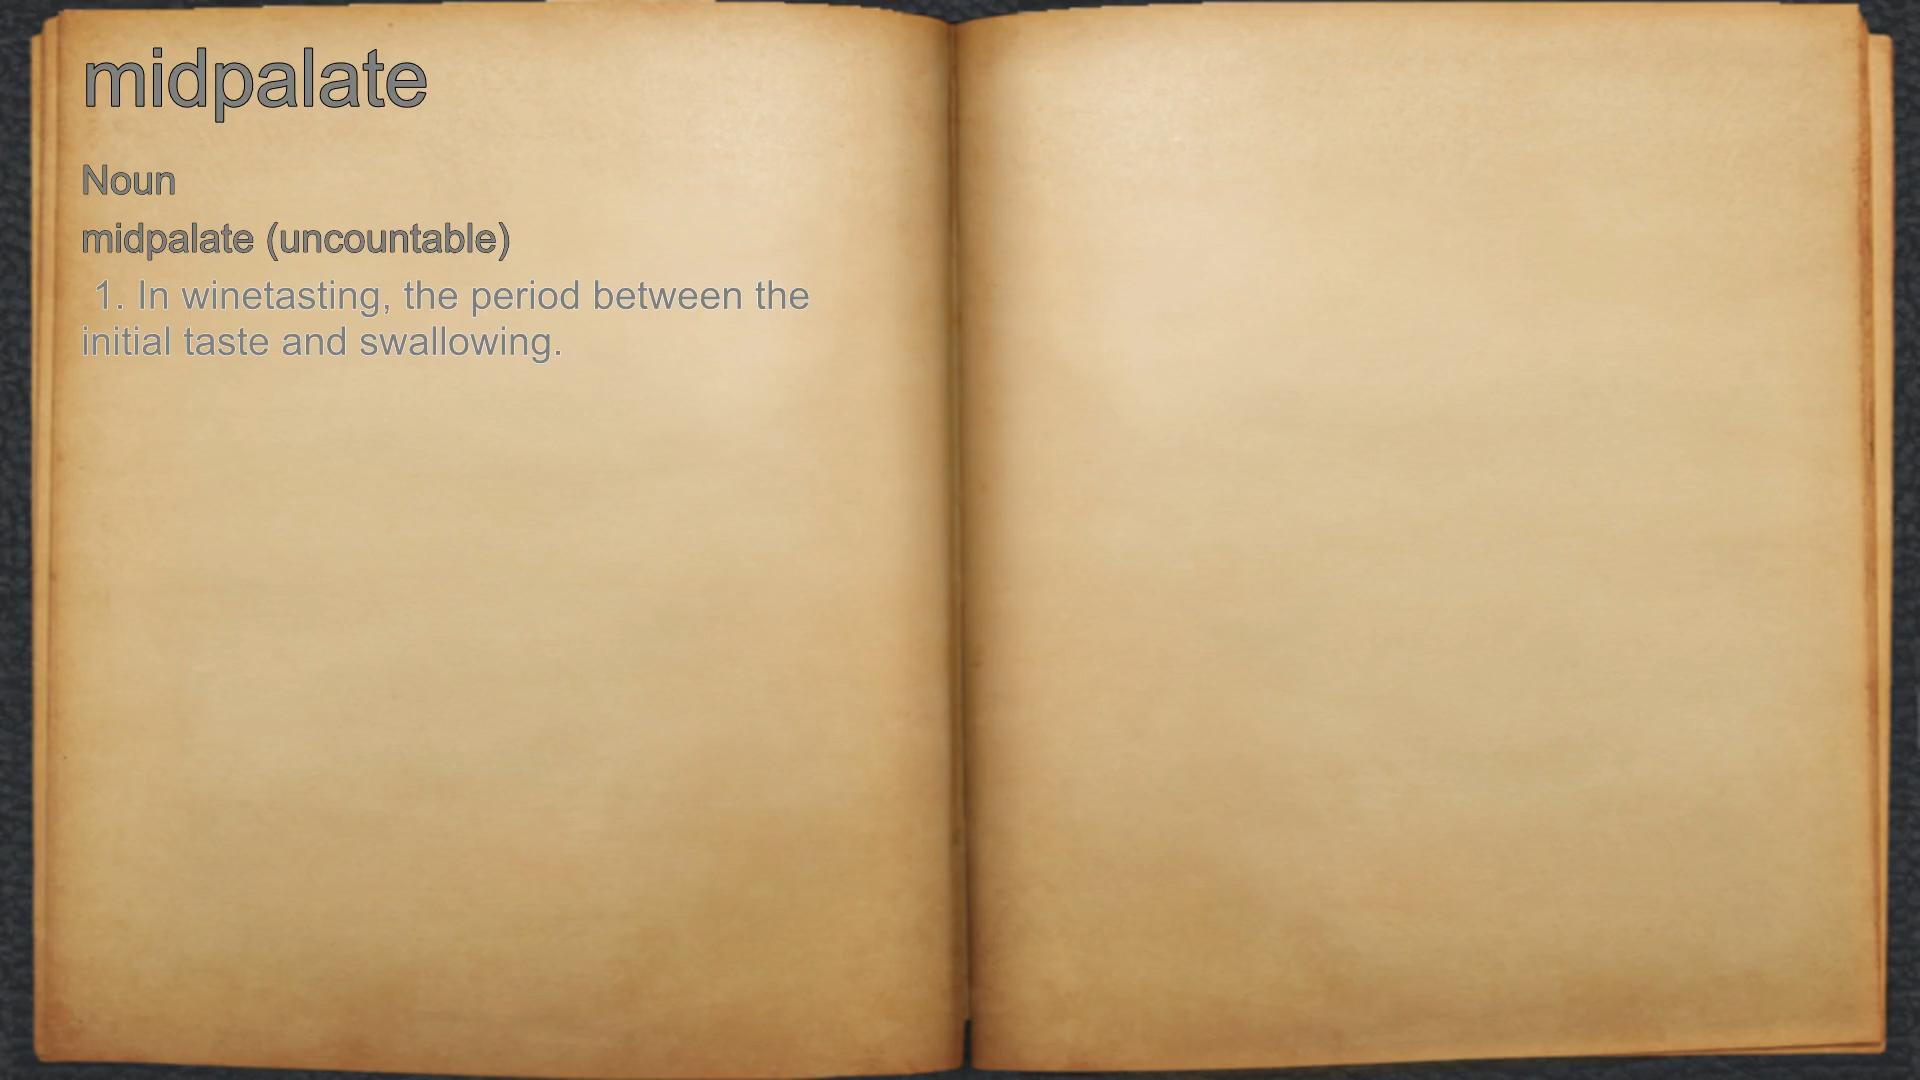 midpalate
Noun
midpalate (uncountable)
1. In winetasting, the period between the
initial taste and swallowing.